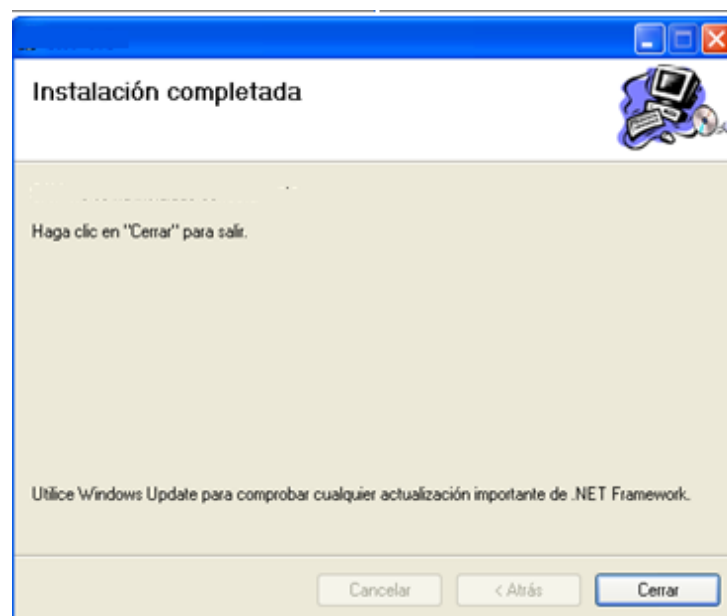 Instalación completada
Haga clic en "Cerrar" para salir.
Utilice Windows Update para comprobar cualquier actualización importante de .NET Framework.
Cancelar
< Atrás
Cerrar